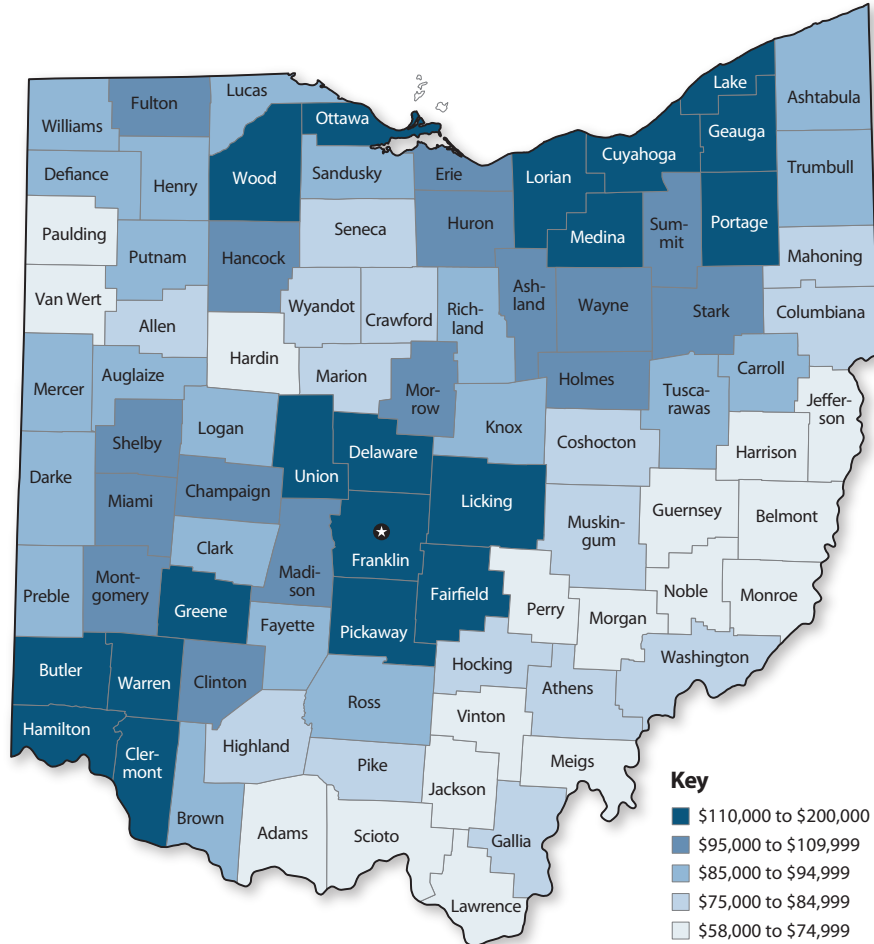 Lake
Ashtabula
Lucas
Fulton
Williams
Ottawa
Geauga
Cuyahoga
Trumbull
Defiance
Henry
Wood
Sandusky
Erie
Lorian
Huron
Medina
Sum-
mit
Portage
Paulding
Seneca
Mahoning
Putnam
Hancock
Van Wert
Allen
Wyandot
Crawford
Rich-
land
Ash-
land
Wayne
Stark
Columbiana
Hardin
Marion
Mercer
Auglaize
Mor-
row
Holmes
Tusca-
rawas
Carroll
Jeffer-
son
Logan
Knox
Coshocton
Harrison
Shelby
Delaware
Darke
Union
Licking
Champaign
Miami
Muskin-
gum
Guernsey
Belmont
Clark
Franklin
Madi-
son
Mont-
gomery
Preble
Greene
Fairfield
Noble
Monroe
Perry
Morgan
Fayette
Pickaway
Butler
Warren
Clinton
Hocking
Washington
Athens
Ross
Vinton
Hamilton
Cler-
mont
Highland
Pike
Meigs
Jackson
Brown
Adams
Scioto
Gallia
Lawrence
Key
$110,000 to $200,000
$95,000 to $109,999
$85,000 to $94,999
$75,000 to $84,999
$58,000 to $74,999